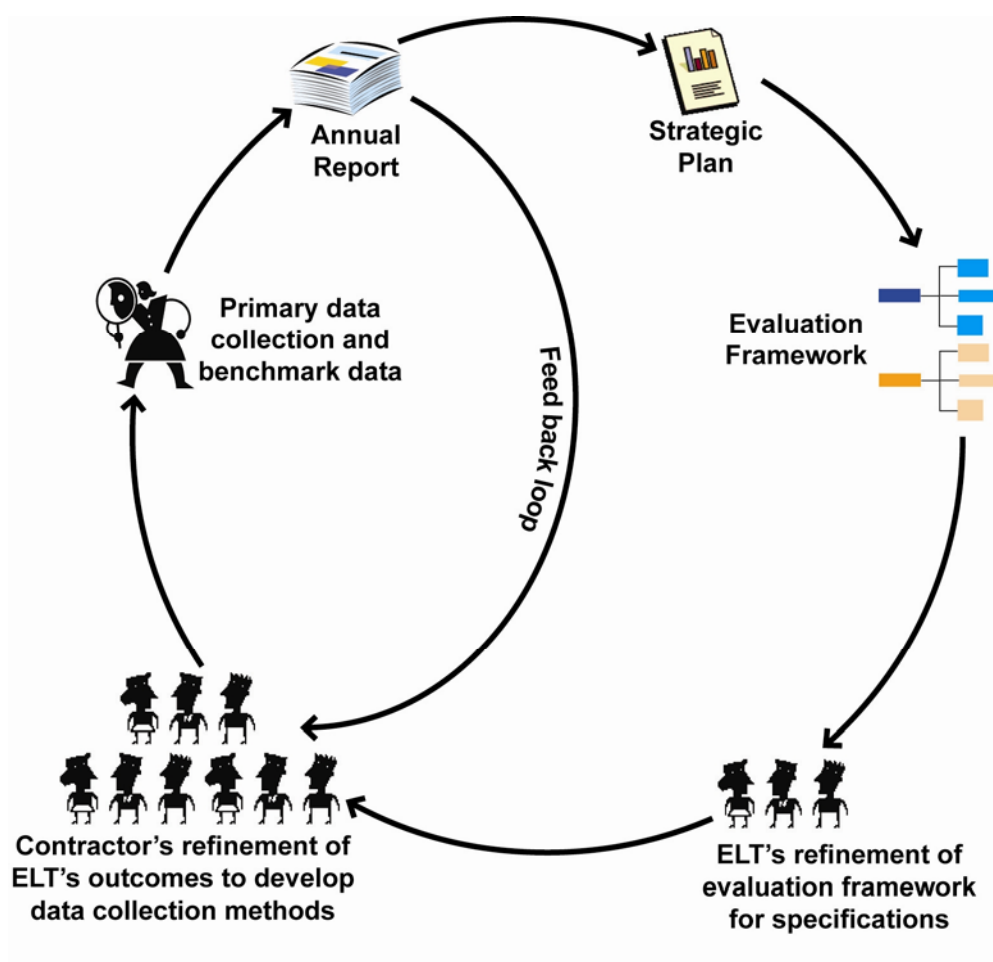 Annual
Report
Strategic
Plan
Primary data
collection and
benchmark data
Evaluation
Framework
Feed back loop
Contractor's refinement of
ELT's outcomes to develop
data collection methods
ELT's refinement of
evaluation framework
for specifications